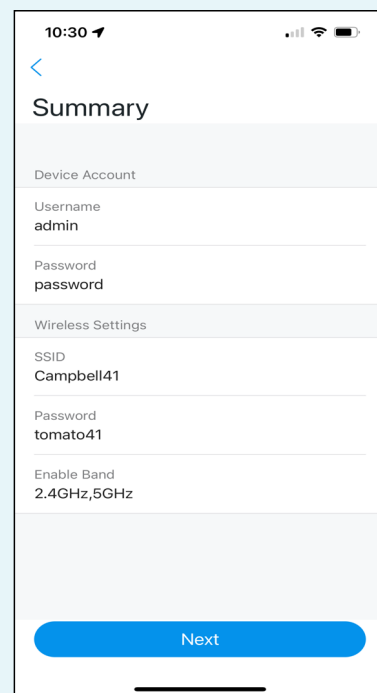 10:30
Summary
Device Account
Username
admin
Password
password
Wireless Settings
SSID
Campbell41
Password
tomato41
Enable Band
2.4GHz,5GHz
Next